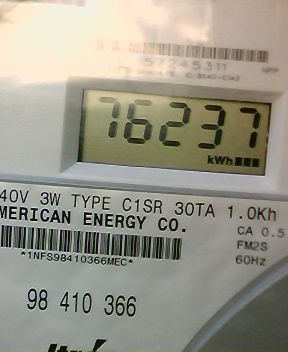 57245311
76237
kWh
40V 3W TYPE C1SR 30TA 1.0Kh
MERICAN ENERGY CO.
CA 0.5
FM2S
60Hz
*1NFS98410366MEC*
98 410 366